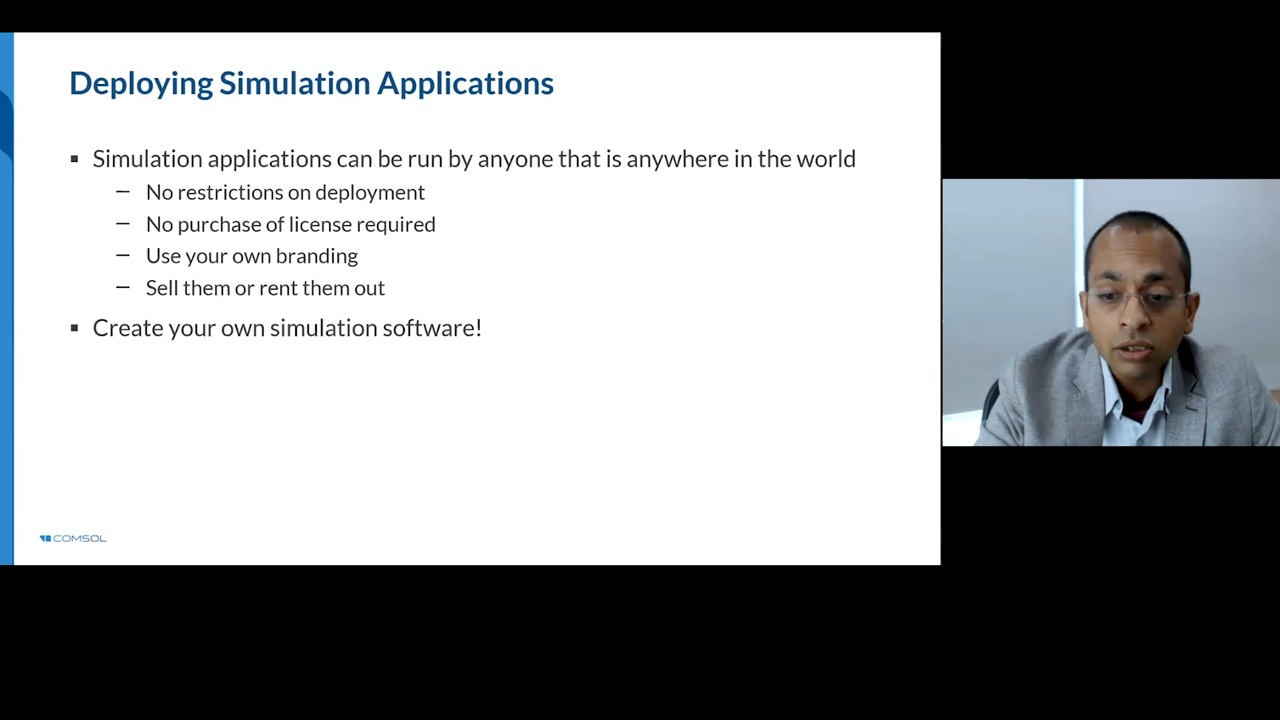 Deploying Simulation Applications
▪ Simulation applications can be run by anyone that is anywhere in the world
– No restrictions on deployment
– No purchase of license required
– Use your own branding
– Sell them or rent them out
▪ Create your own simulation software!
COMSOL